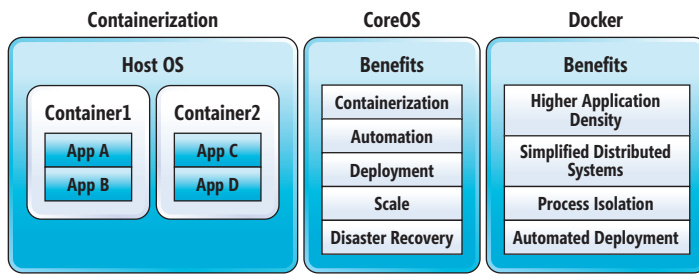 Containerization
Host OS
Container1
App A
App B
Container2
App C
App D
CoreOS
Benefits
Containerization
Automation
Deployment
Scale
Disaster Recovery
Docker
Benefits
Higher Application
Density
Simplified Distributed
Systems
Process Isolation
Automated Deployment